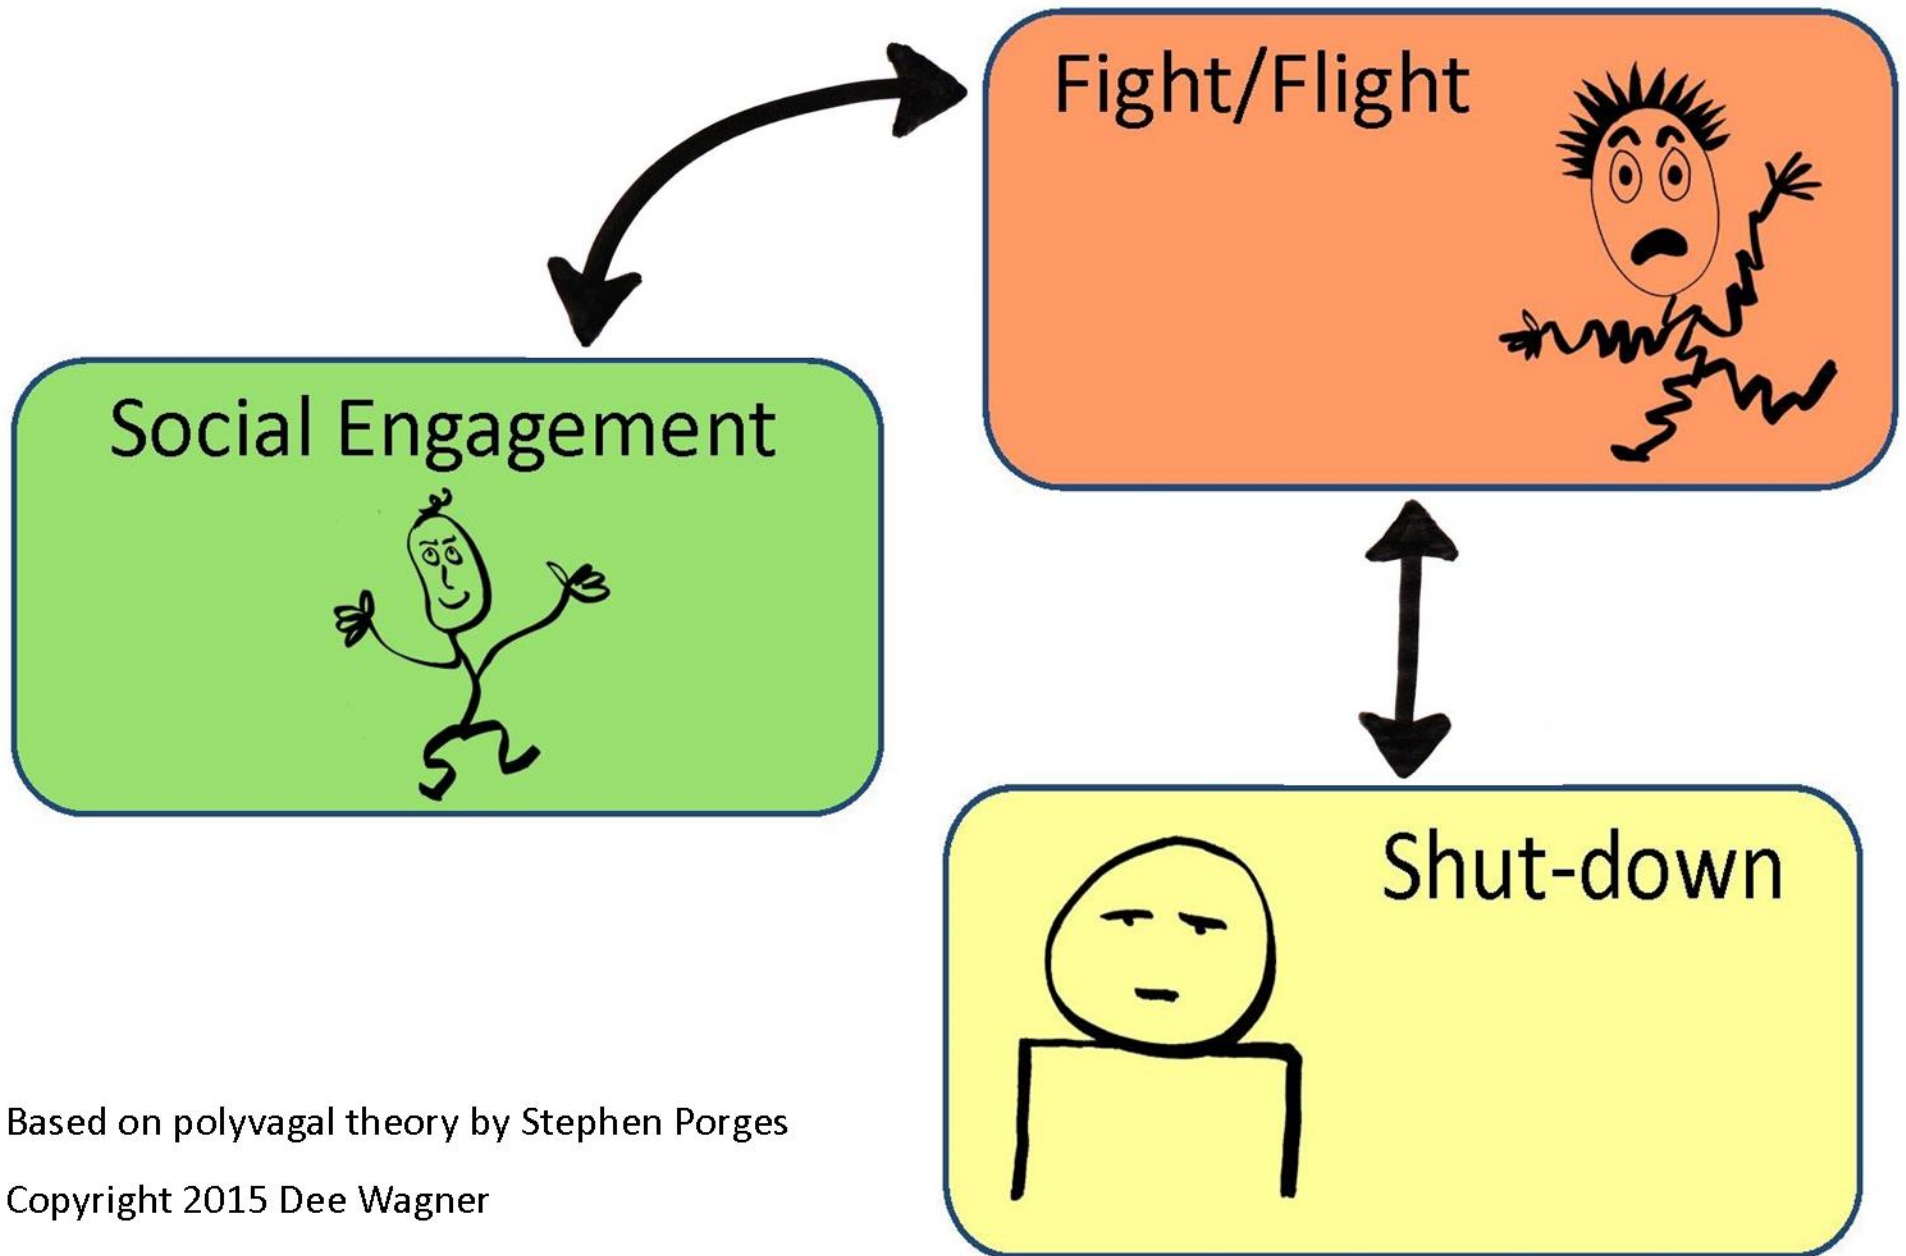 Fight/Flight
Social Engagement
Shut-down
Based on polyvagal theory by Stephen Porges
Copyright 2015 Dee Wagner